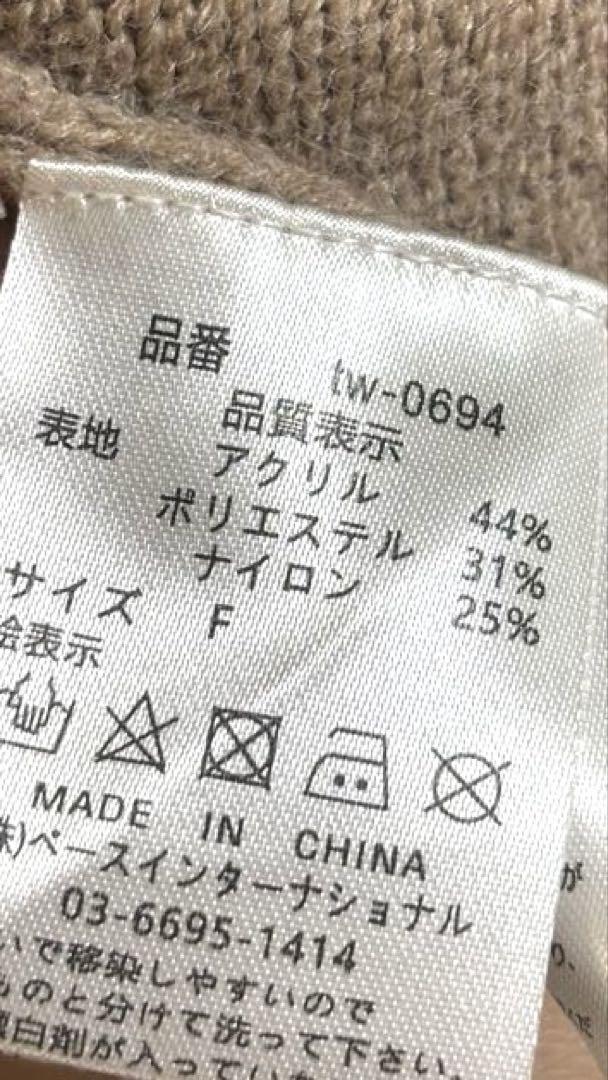 品番 tw-0694
品質表示
表地 アクリル 44%
ポリエステル 31%
ナイロン 25%
サイズ F
絵表示
MADE IN CHINA
株)ペースインターナショナル
03-6695-1414
いで移染しやすいので
ものと分けて洗って下さい。
白剤が入ってい